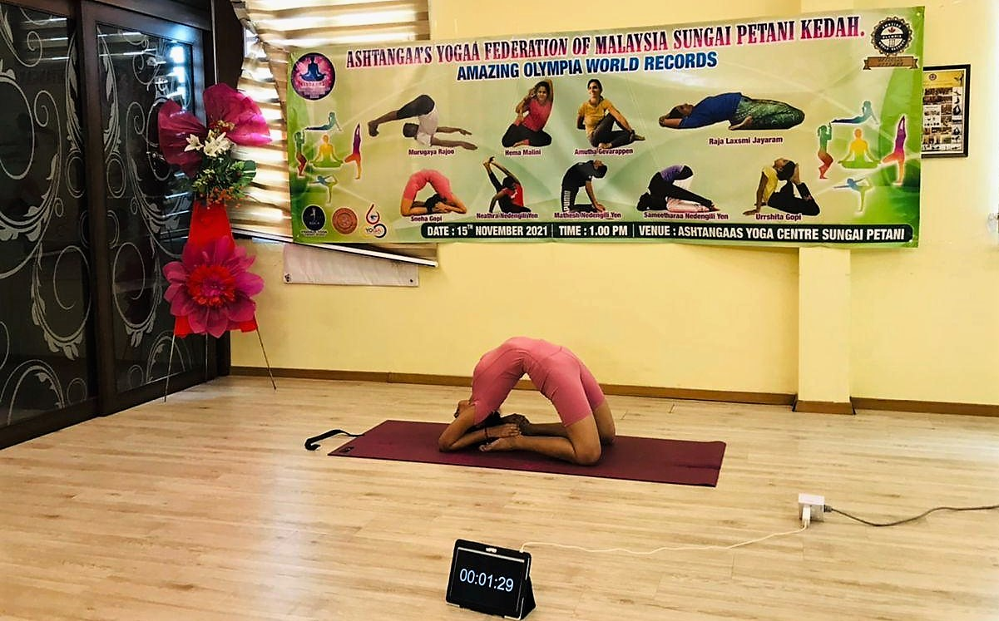 ASHTANGAA'S YOGAA FEDERATION OF MALAYSIA SUNGAI PETANI KEDAH.
AMAZING OLYMPIA WORLD RECORDS
Murugaya Rajoo
Hema Malini
Amutha Gevarappen
Raja Laxsmi Jayaram
Sneha Gopi
Neathra Nedengili Yen
Mathesh Nedengili Yen
Sameetharaa Nedengili Yen
Urrshita Gopi
DATE : 15TH NOVEMBER 2021 TIME : 1.00 PM VENUE : ASHTANGAAS YOGA CENTRE SUNGAI PETANI
00:01:29